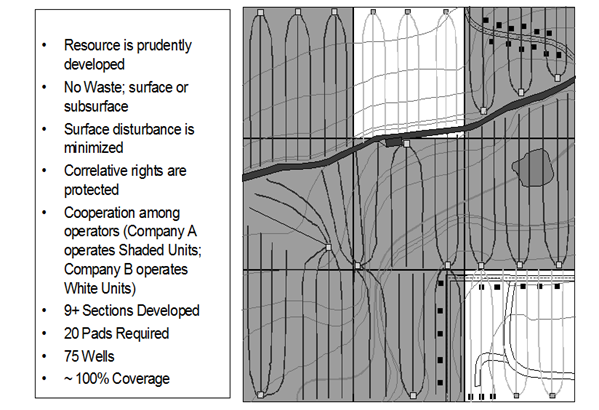 • Resource is prudently
developed
• No Waste; surface or
subsurface
• Surface disturbance is
minimized
• Correlative rights are
protected
• Cooperation among
operators (Company A
operates Shaded Units;
Company B operates
White Units)
• 9+ Sections Developed
• 20 Pads Required
• 75 Wells
• ~ 100% Coverage